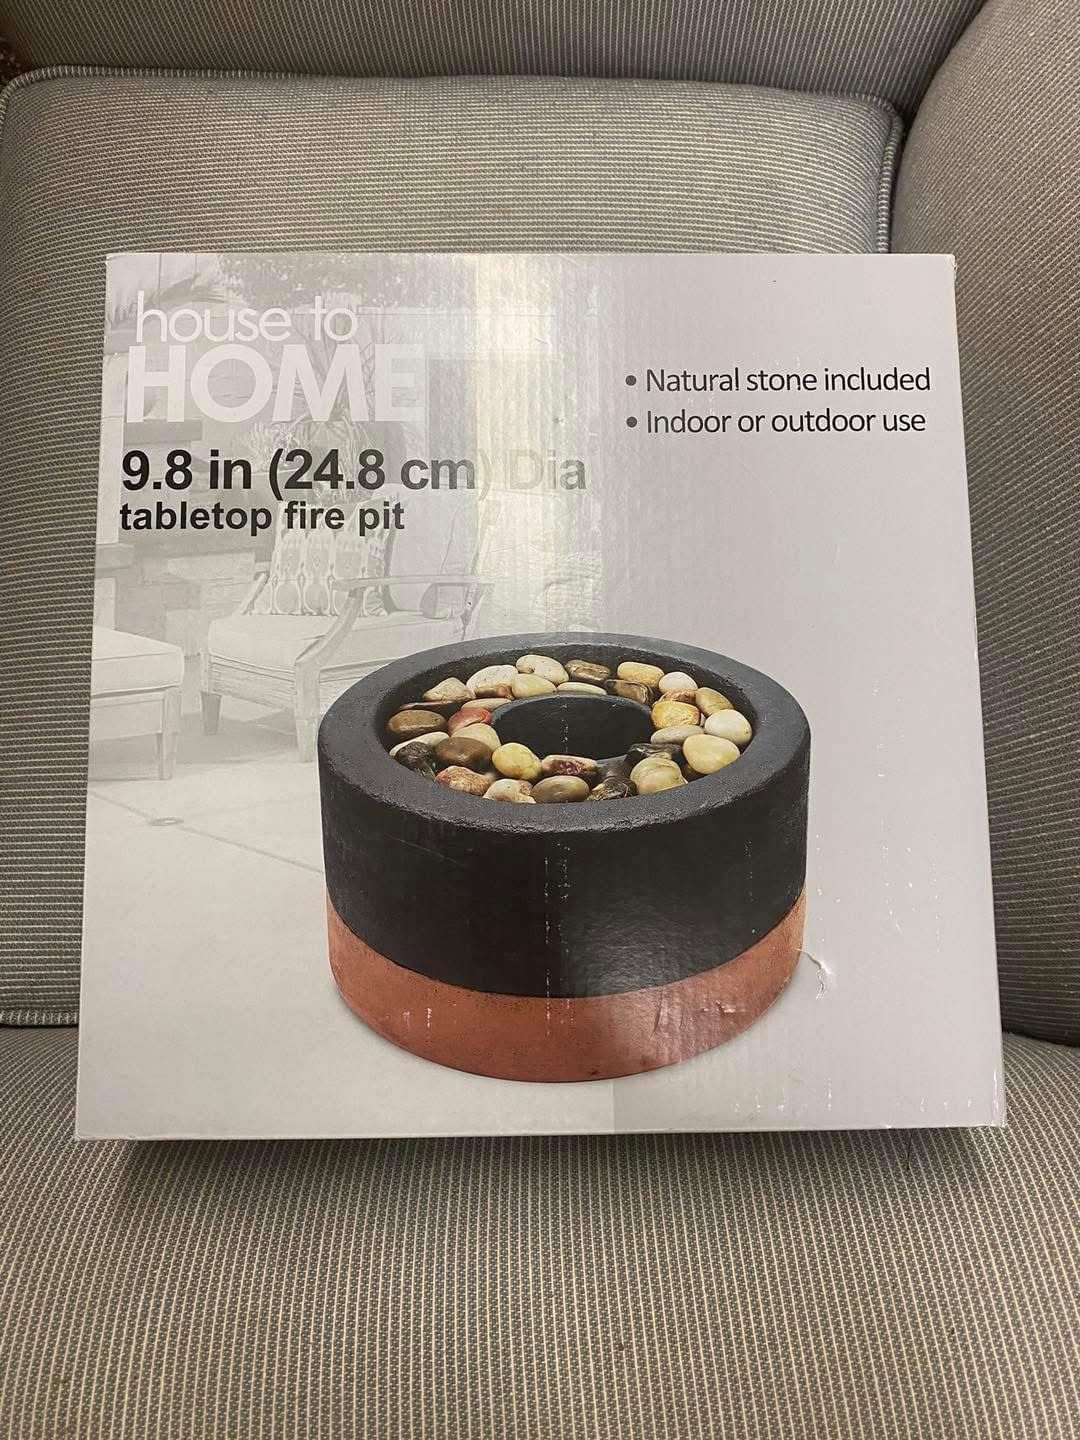 house to
HOME
9.8 in (24.8 cm) Dia
tabletop fire pit
• Natural stone included
• Indoor or outdoor use